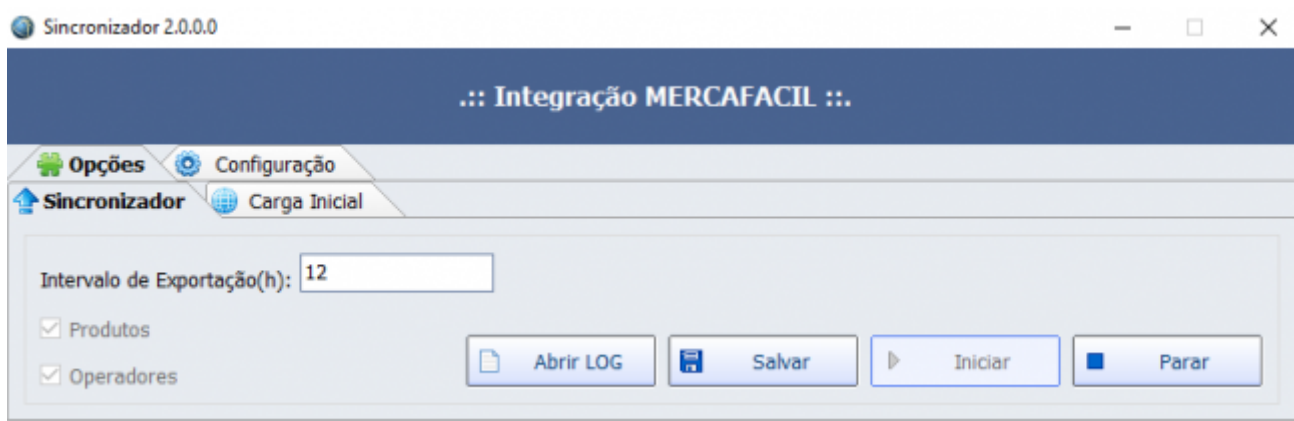 Sincronizador 2.0.0.0
.:: Integração MERCAFACIL ::.
Opções Configuração
Sincronizador Carga Inicial
Intervalo de Exportação(h): 12
Produtos
Operadores
Abrir LOG Salvar Iniciar Parar